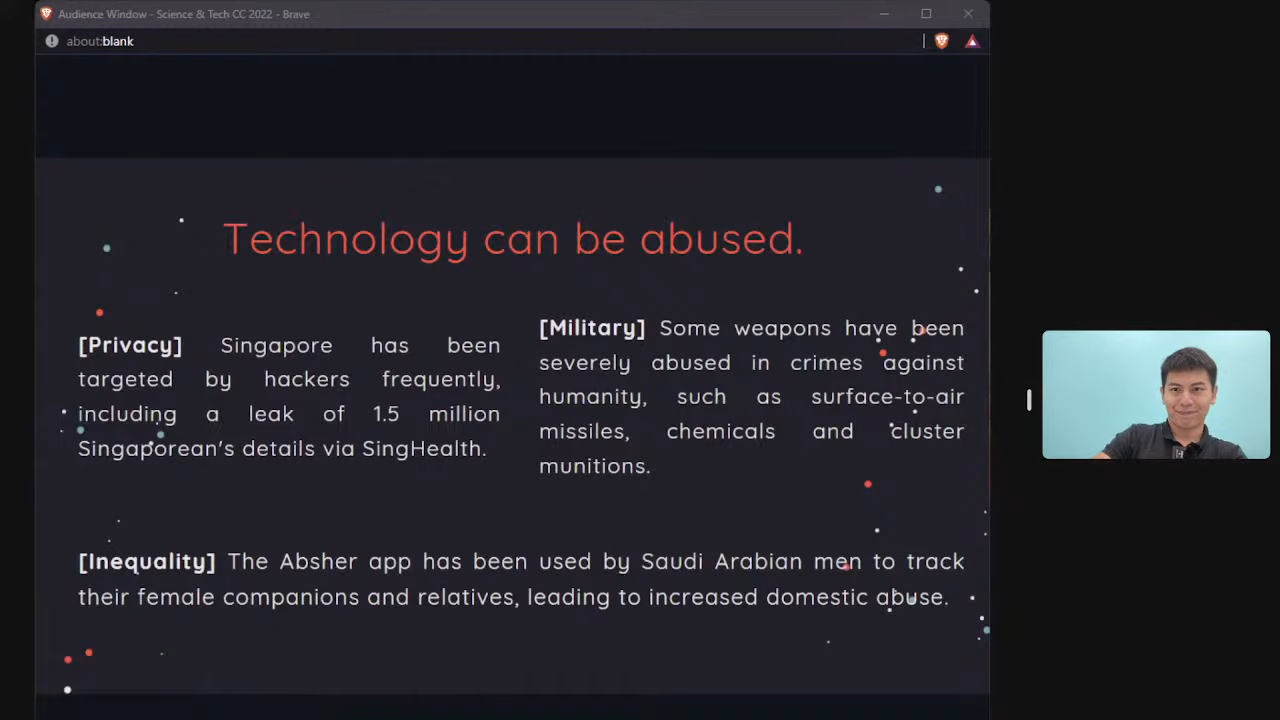 Audience Window - Science & Tech CC 2022 - Brave
about:blank
Technology can be abused.
[Privacy] Singapore has been
targeted by hackers frequently,
including a leak of 1.5 million
Singaporean's details via SingHealth.
[Military] Some weapons have been
severely abused in crimes against
humanity, such as surface-to-air
missiles, chemicals and cluster
munitions.
[Inequality] The Absher app has been used by Saudi Arabian men to track
their female companions and relatives, leading to increased domestic abuse.